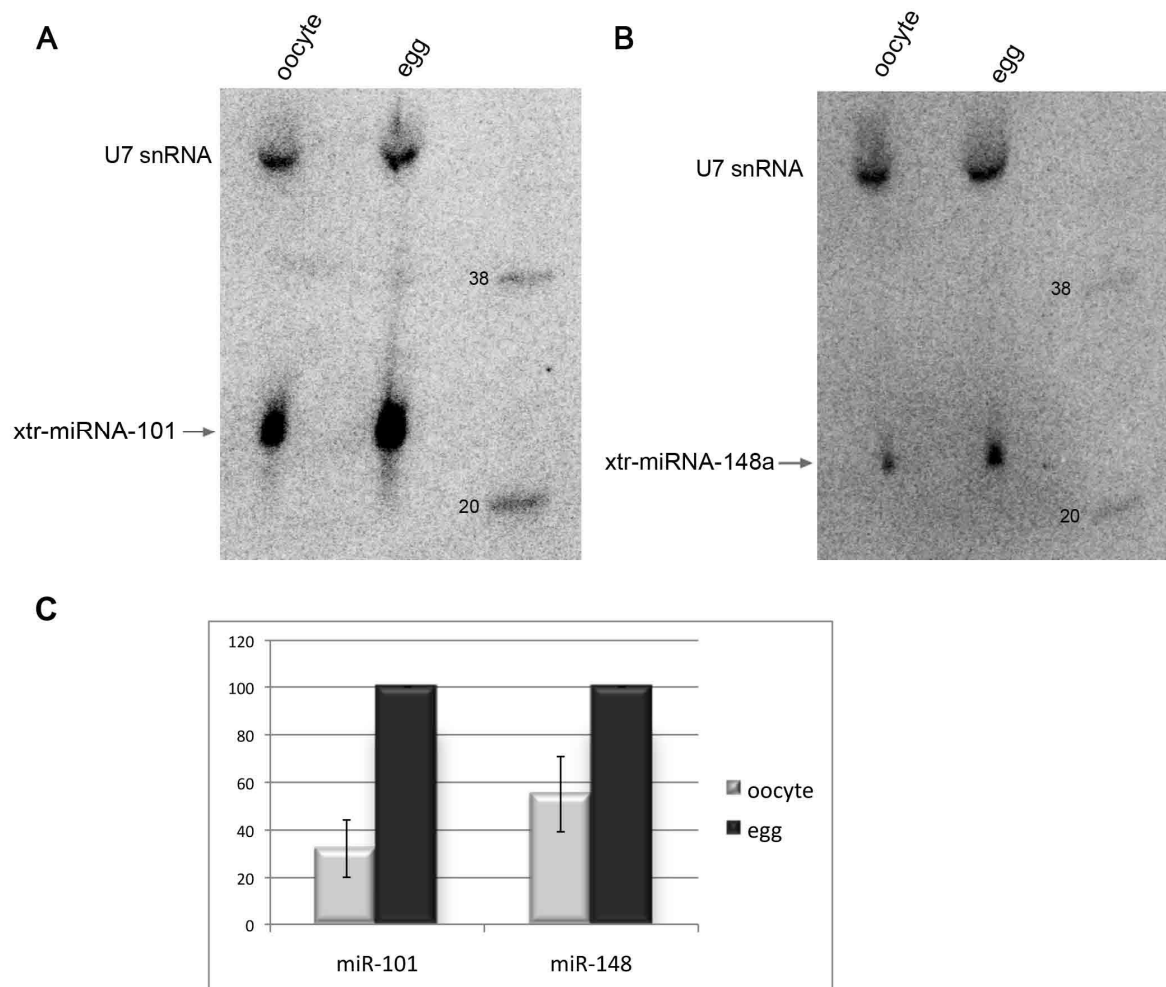 A
oocyte
egg
U7 snRNA
38
xtr-miRNA-101
20
B
oocyte
egg
U7 snRNA
38
xtr-miRNA-148a
20
C
120
100
80
60
40
20
0
miR-101
miR-148
oocyte
egg